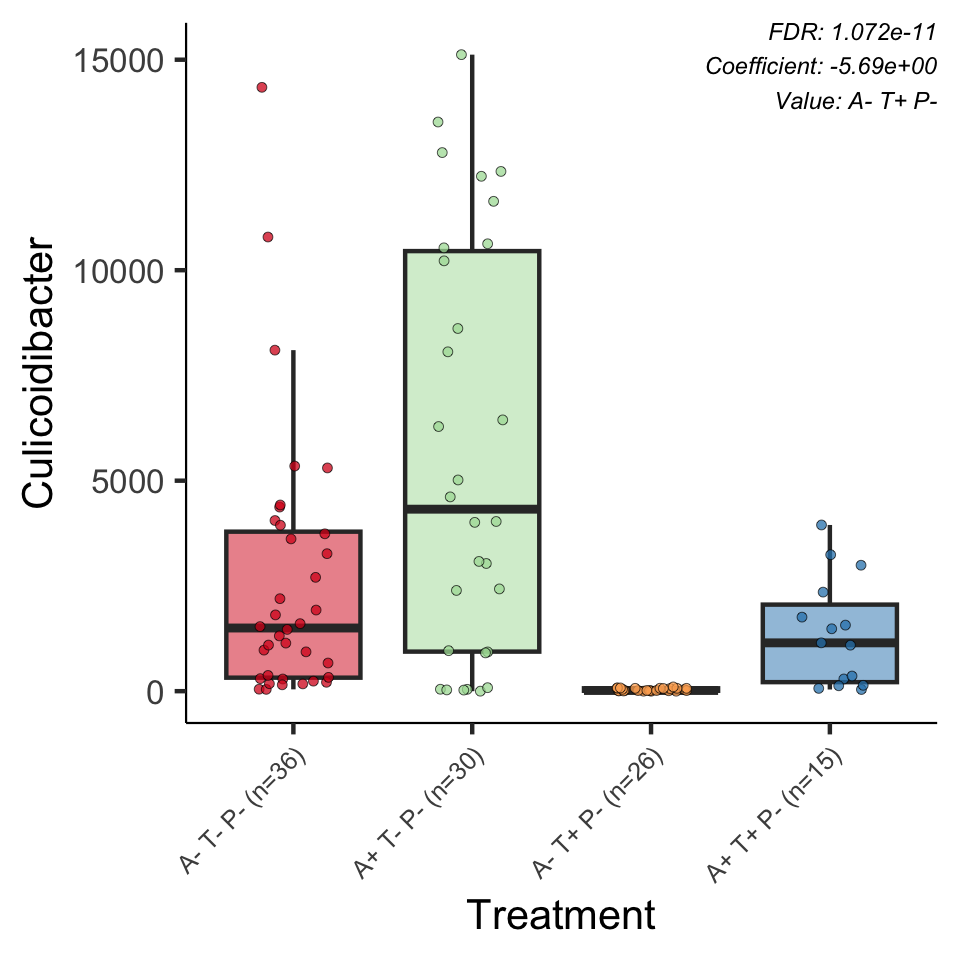 FDR: 1.072e-11
Coefficient: -5.69e+00
Value: A- T+ P-
Culicoidibacter
15000
10000
5000
0
A- T- P- (n=36)
A+ T- P- (n=30)
A- T+ P- (n=26)
A+ T+ P- (n=15)
Treatment